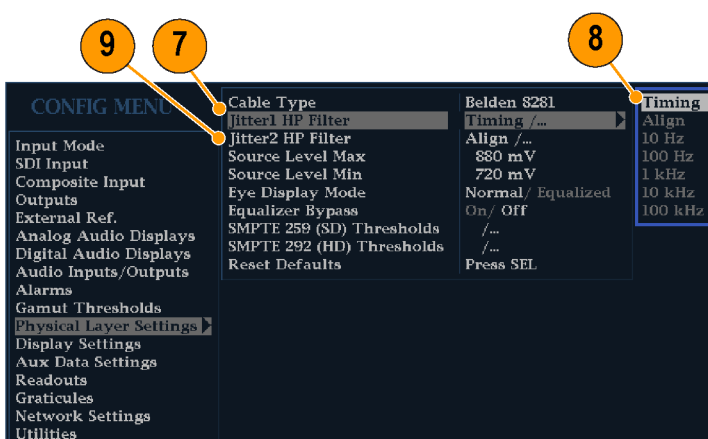 9 7 8
CONFIG MENU
Input Mode
SDI Input
Composite Input
Outputs
External Ref.
Analog Audio Displays
Digital Audio Displays
Audio Inputs/Outputs
Alarms
Gamut Thresholds
Physical Layer Settings
Display Settings
Aux Data Settings
Readouts
Graticules
Network Settings
Utilities
Cable Type Belden 8281
Jitter1 HP Filter Timing /...
Jitter2 HP Filter Align /...
Source Level Max 880 mV
Source Level Min 720 mV
Eye Display Mode Normal/ Equalized
Equalizer Bypass On/ Off
SMPTE 259 (SD) Thresholds /...
SMPTE 292 (HD) Thresholds /...
Reset Defaults Press SEL
Timing
Align
10 Hz
100 Hz
1 kHz
10 kHz
100 kHz